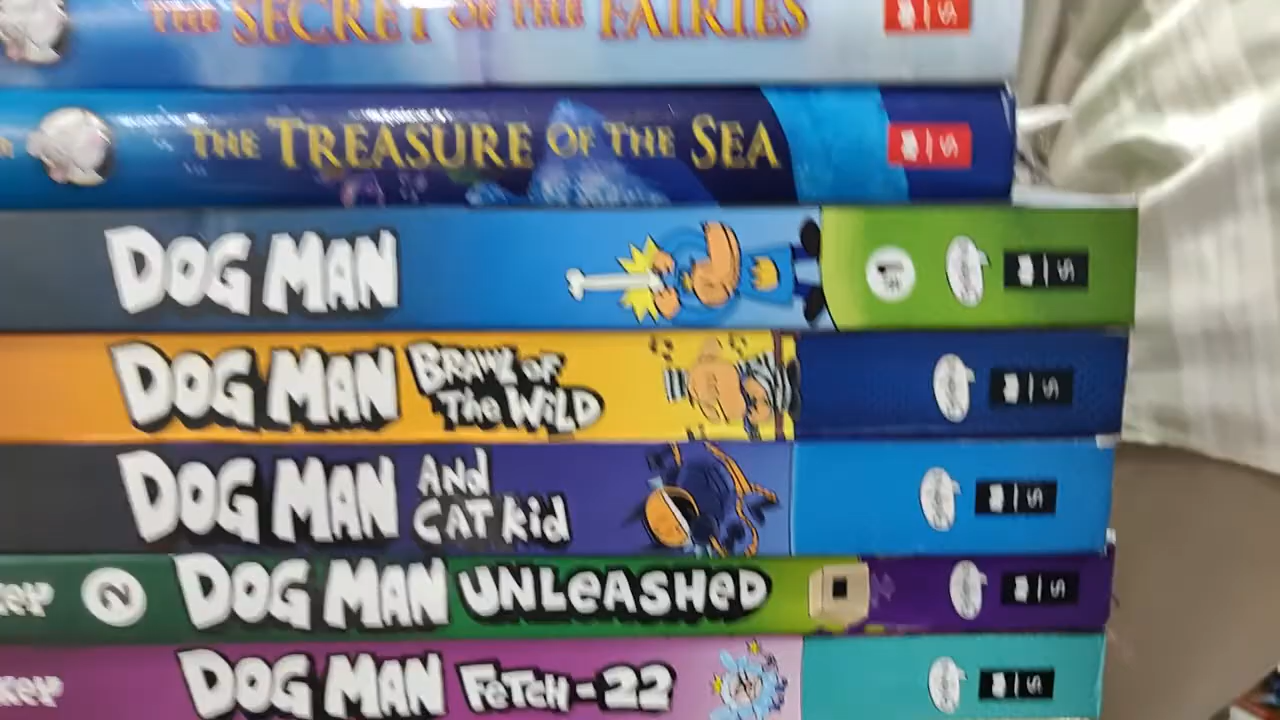 THE SECRET OF THE FAIRIES
THE TREASURE OF THE SEA
DOG MAN
DOG MAN BRAWL OF THE WILD
DOG MAN AND CAT KID
2 DOG MAN UNLEASHED
DOG MAN FETCH-22